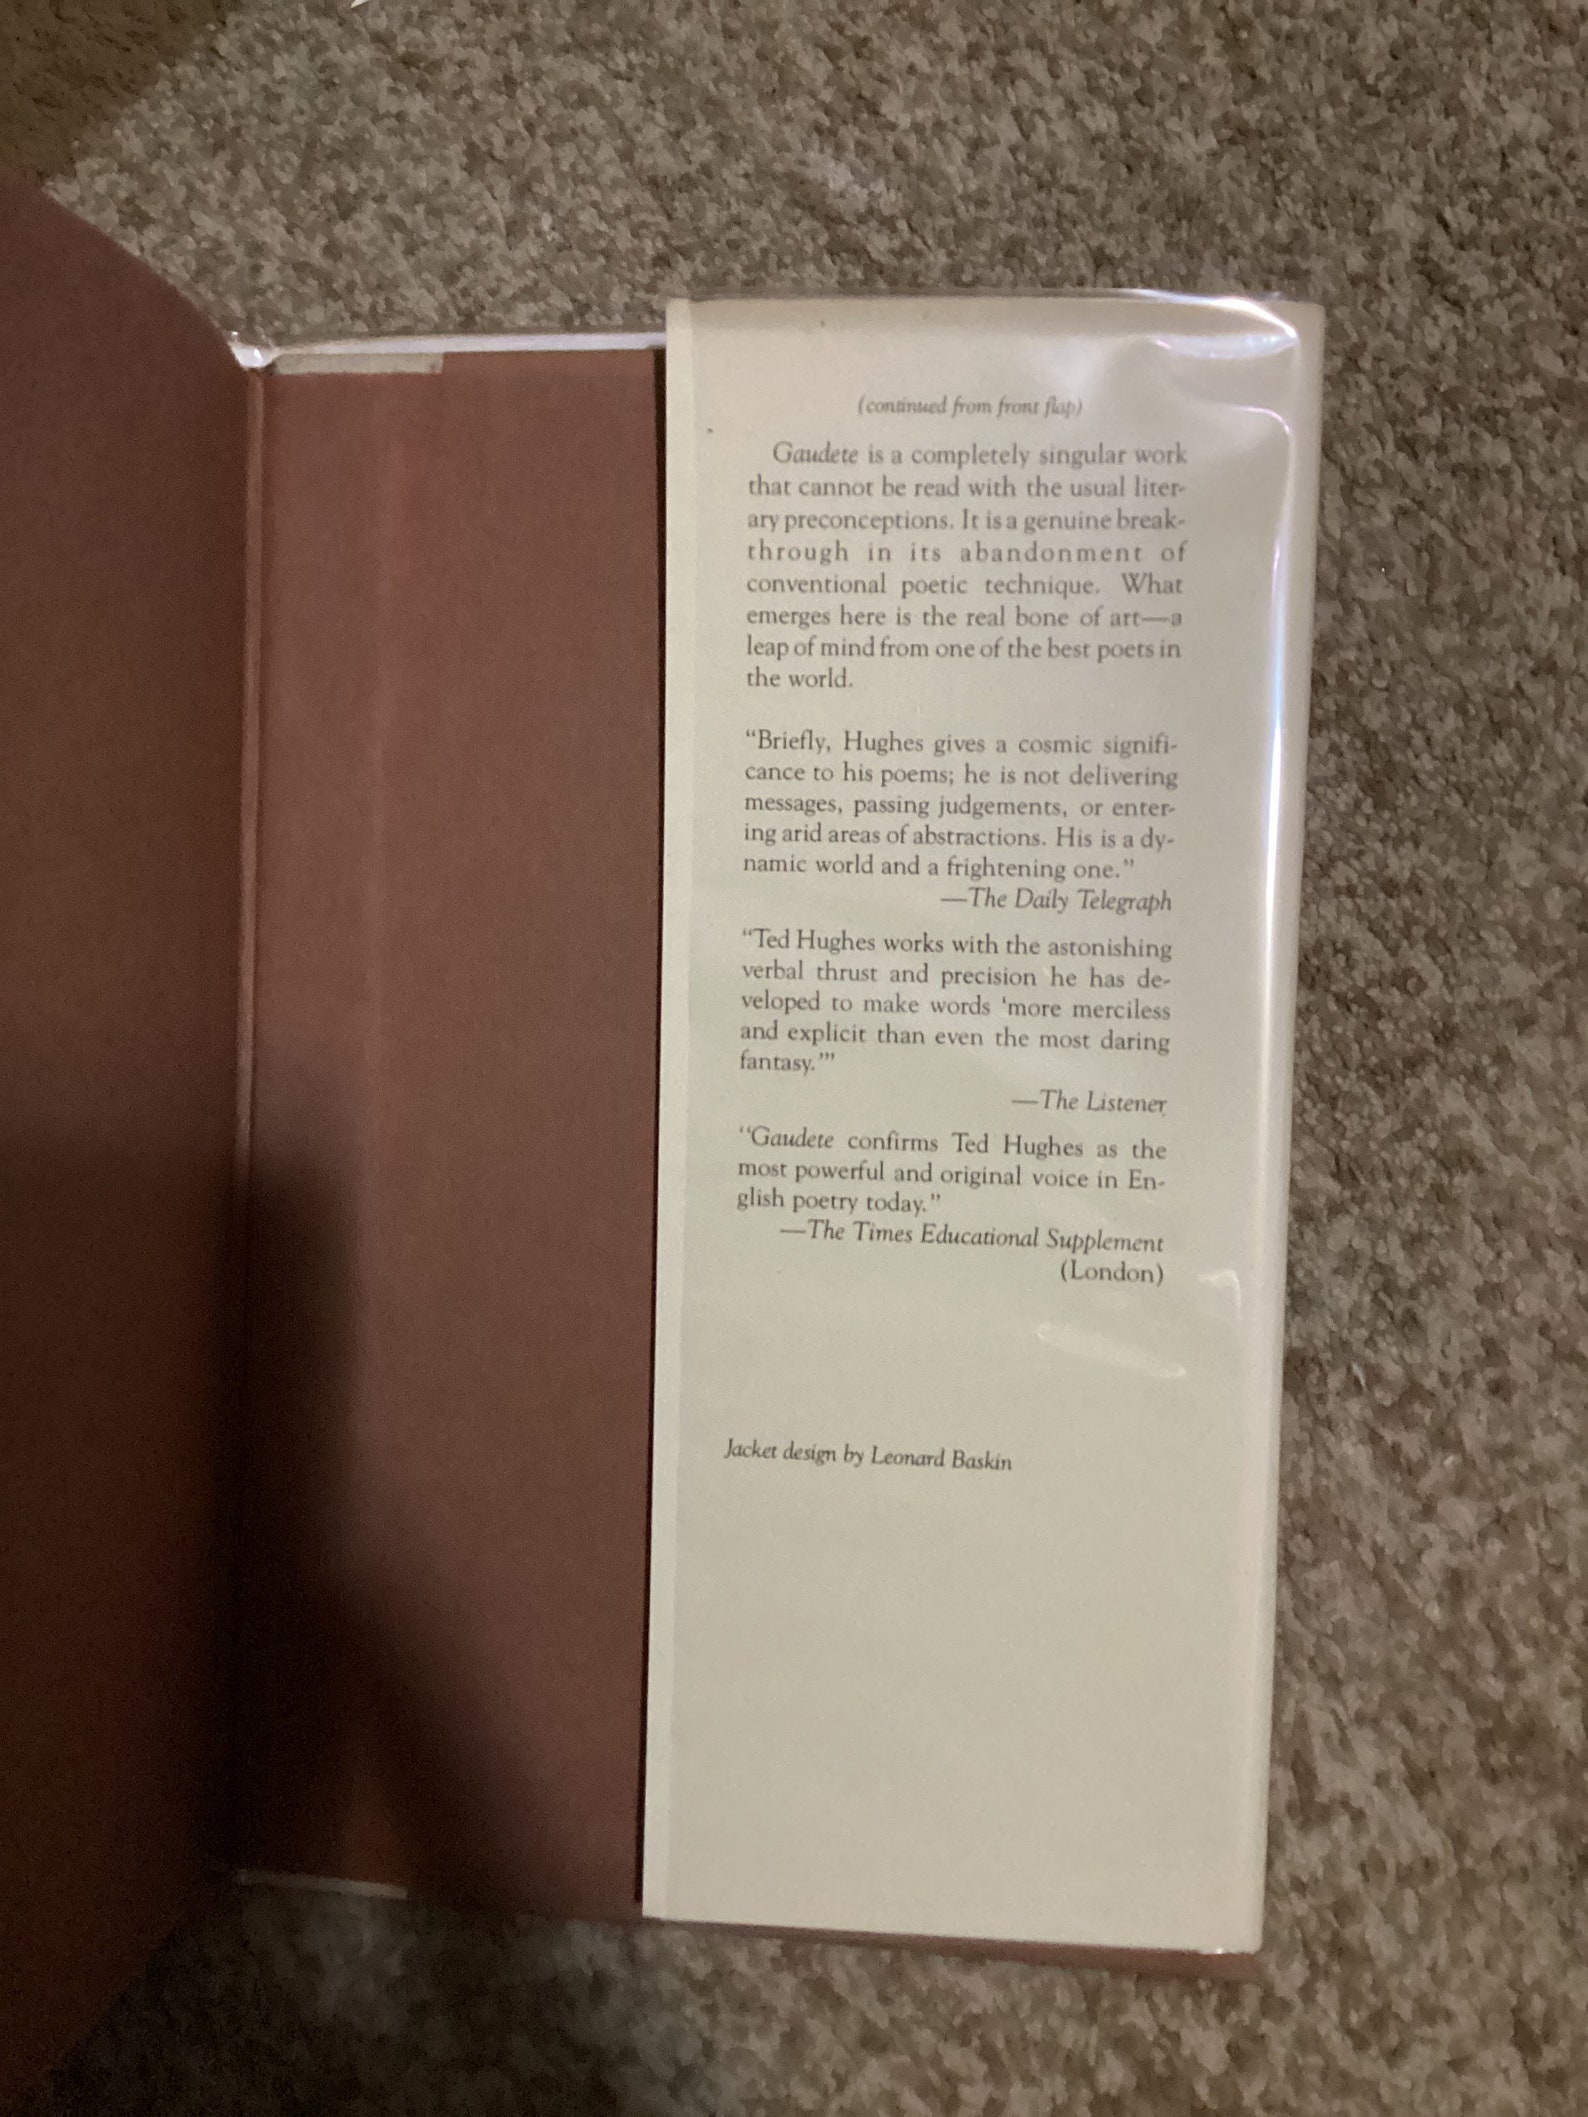 (continued from front flap)
Gaudete is a completely singular work
that cannot be read with the usual liter-
ary preconceptions. It is a genuine break-
through in its abandonment of
conventional poetic technique. What
emerges here is the real bone of art—a
leap of mind from one of the best poets in
the world.
“Briefly, Hughes gives a cosmic signifi-
cance to his poems; he is not delivering
messages, passing judgements, or enter-
ing arid areas of abstractions. His is a dy-
namic world and a frightening one.”
—The Daily Telegraph
“Ted Hughes works with the astonishing
verbal thrust and precision he has de-
veloped to make words ‘more merciless
and explicit than even the most daring
fantasy.’”
—The Listener
“Gaudete confirms Ted Hughes as the
most powerful and original voice in En-
glish poetry today.”
—The Times Educational Supplement
(London)
Jacket design by Leonard Baskin